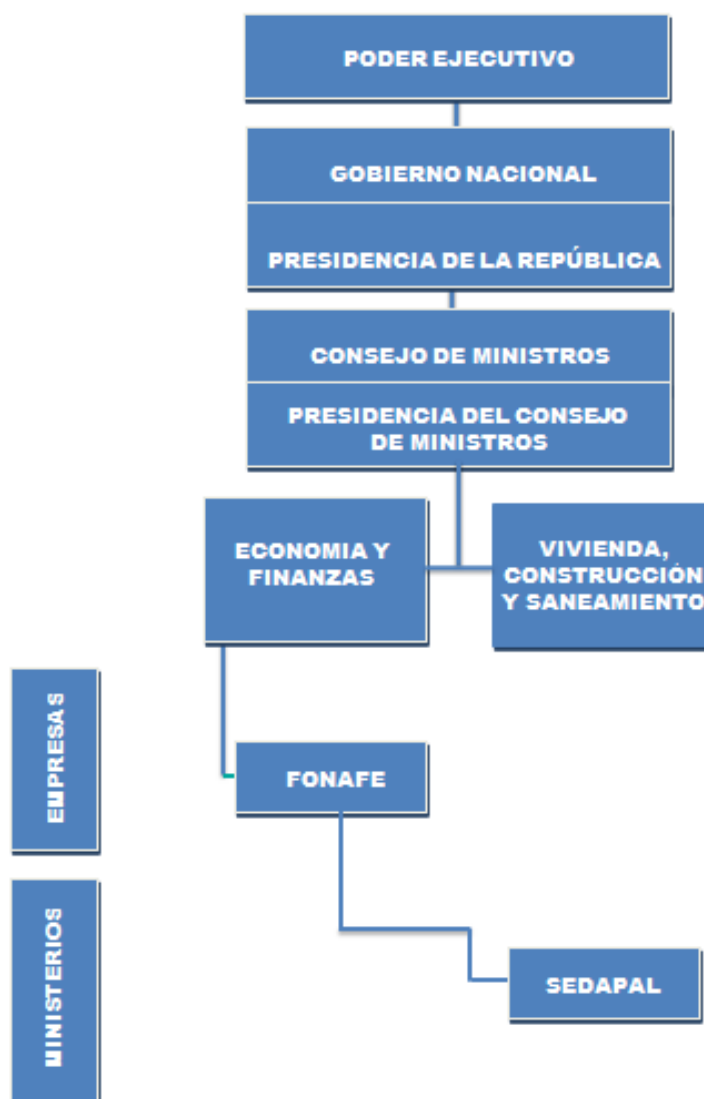 PODER EJECUTIVO
GOBIERNO NACIONAL
PRESIDENCIA DE LA REPÚBLICA
CONSEJO DE MINISTROS
PRESIDENCIA DEL CONSEJO
DE MINISTROS
ECONOMIA Y
FINANZAS
VIVIENDA,
CONSTRUCCIÓN
Y SANEAMIENTO
EMPRESAS
FONAFE
MINISTERIOS
SEDAPAL